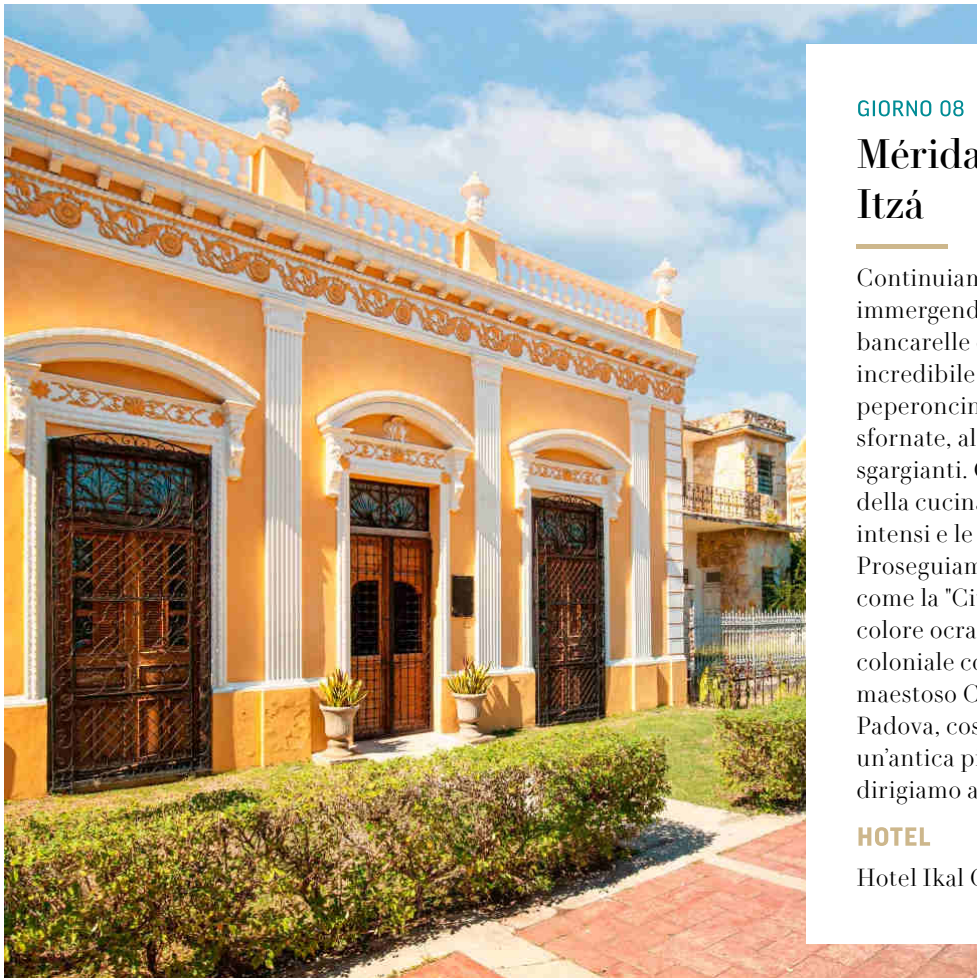 GIORNO 08
Mérida
Itzá
Continuian
immergend
bancarelle
incredibile
peperoncin
sfornate, al
sgargianti.
della cucina
intensi e le
Proseguiam
come la "Ci
colore ocra
coloniale co
maestoso C
Padova, cos
un'antica p
dirigiamo a
HOTEL
Hotel Ikal